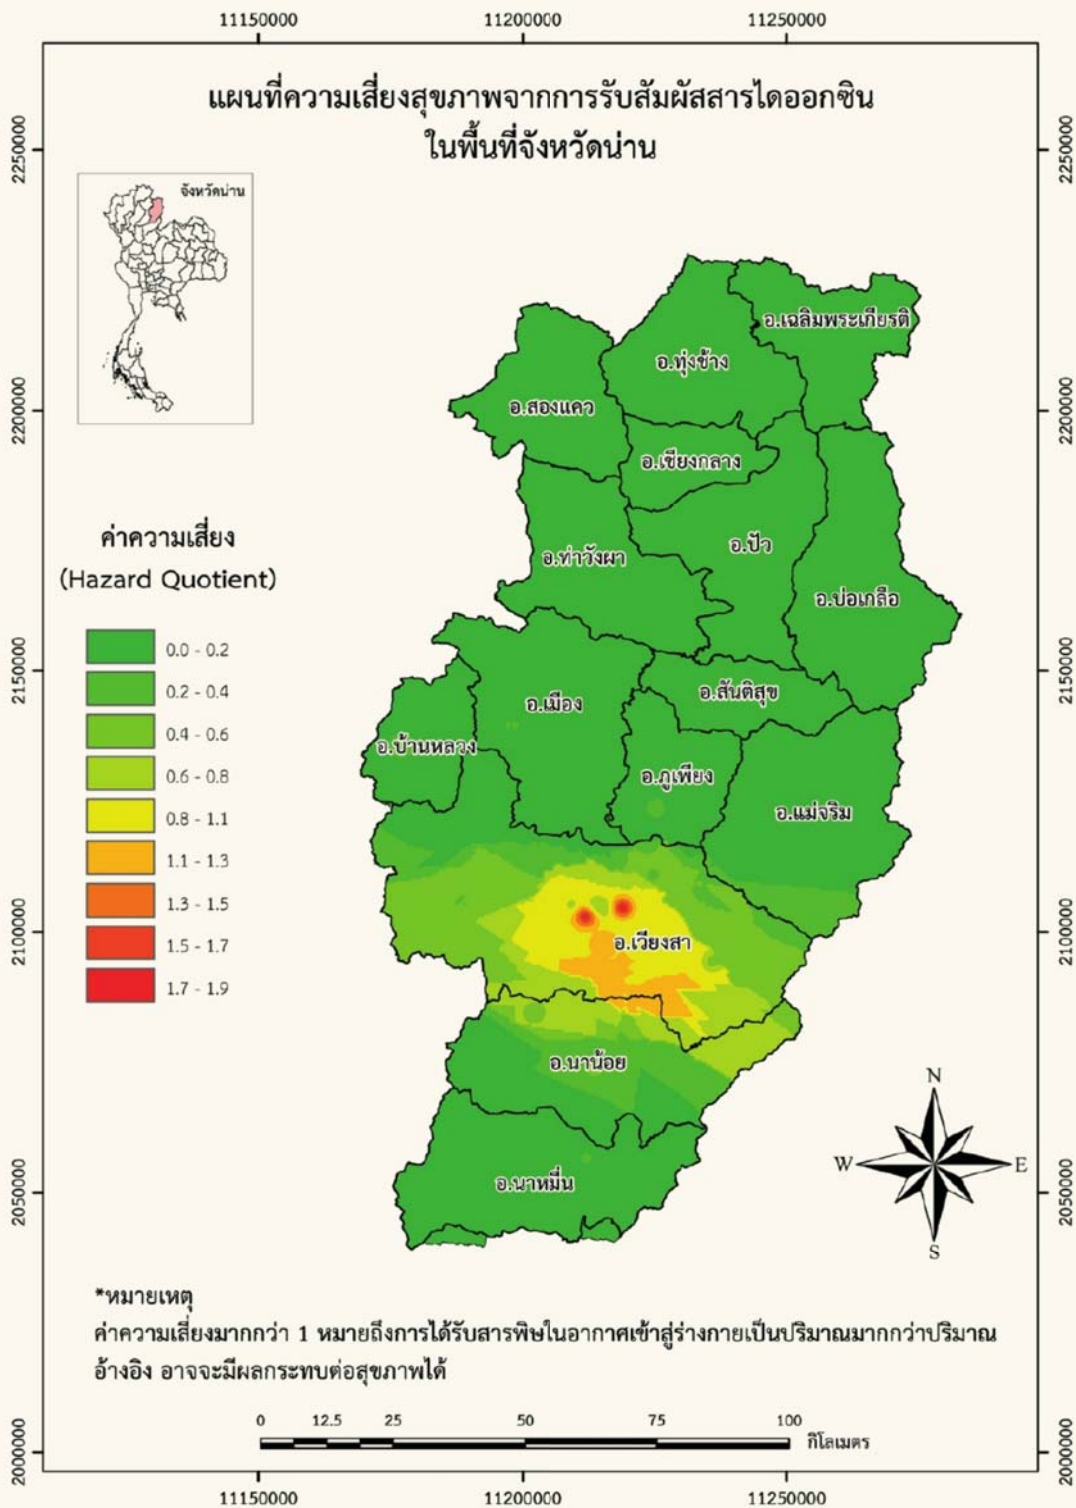 11150000 11200000 11250000
แผนที่ความเสี่ยงสุขภาพจากการรับสัมผัสสารไดออกซิน
ในพื้นที่จังหวัดน่าน
จังหวัดน่าน
2250000 2250000
2200000 2200000
2150000 2150000
2100000 2100000
2050000 2050000
2000000 2000000
อ.เฉลิมพระเกียรติ
อ.ทุ่งช้าง
อ.สองแคว
อ.เชียงกลาง
อ.ปัว
อ.ท่าวังผา
อ.บ่อเกลือ
อ.สันติสุข
อ.เมือง
อ.บ้านหลวง
อ.ภูเพียง
อ.แม่จริม
อ.เวียงสา
อ.นาน้อย
อ.นาหมื่น
ค่าความเสี่ยง
(Hazard Quotient)
0.0 - 0.2
0.2 - 0.4
0.4 - 0.6
0.6 - 0.8
0.8 - 1.1
1.1 - 1.3
1.3 - 1.5
1.5 - 1.7
1.7 - 1.9
N
W E
S
*หมายเหตุ
ค่าความเสี่ยงมากกว่า 1 หมายถึงการได้รับสารพิษในอากาศเข้าสู่ร่างกายเป็นปริมาณมากกว่าปริมาณ
อ้างอิง อาจจะมีผลกระทบต่อสุขภาพได้
0 12.5 25 50 75 100
กิโลเมตร
11150000 11200000 11250000